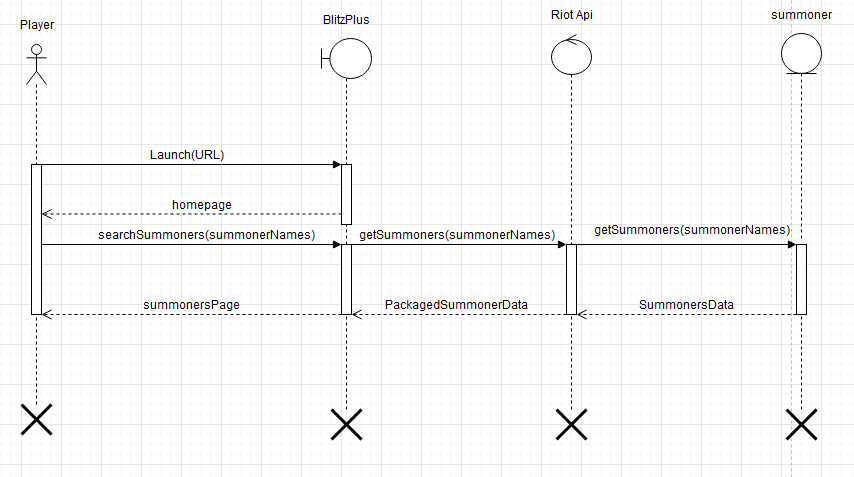 Player
BlitzPlus
Riot Api
summoner
Launch(URL)
homepage
searchSummoners(summonerNames)
getSummoners(summonerNames)
getSummoners(summonerNames)
summonersPage
PackagedSummonerData
SummonersData